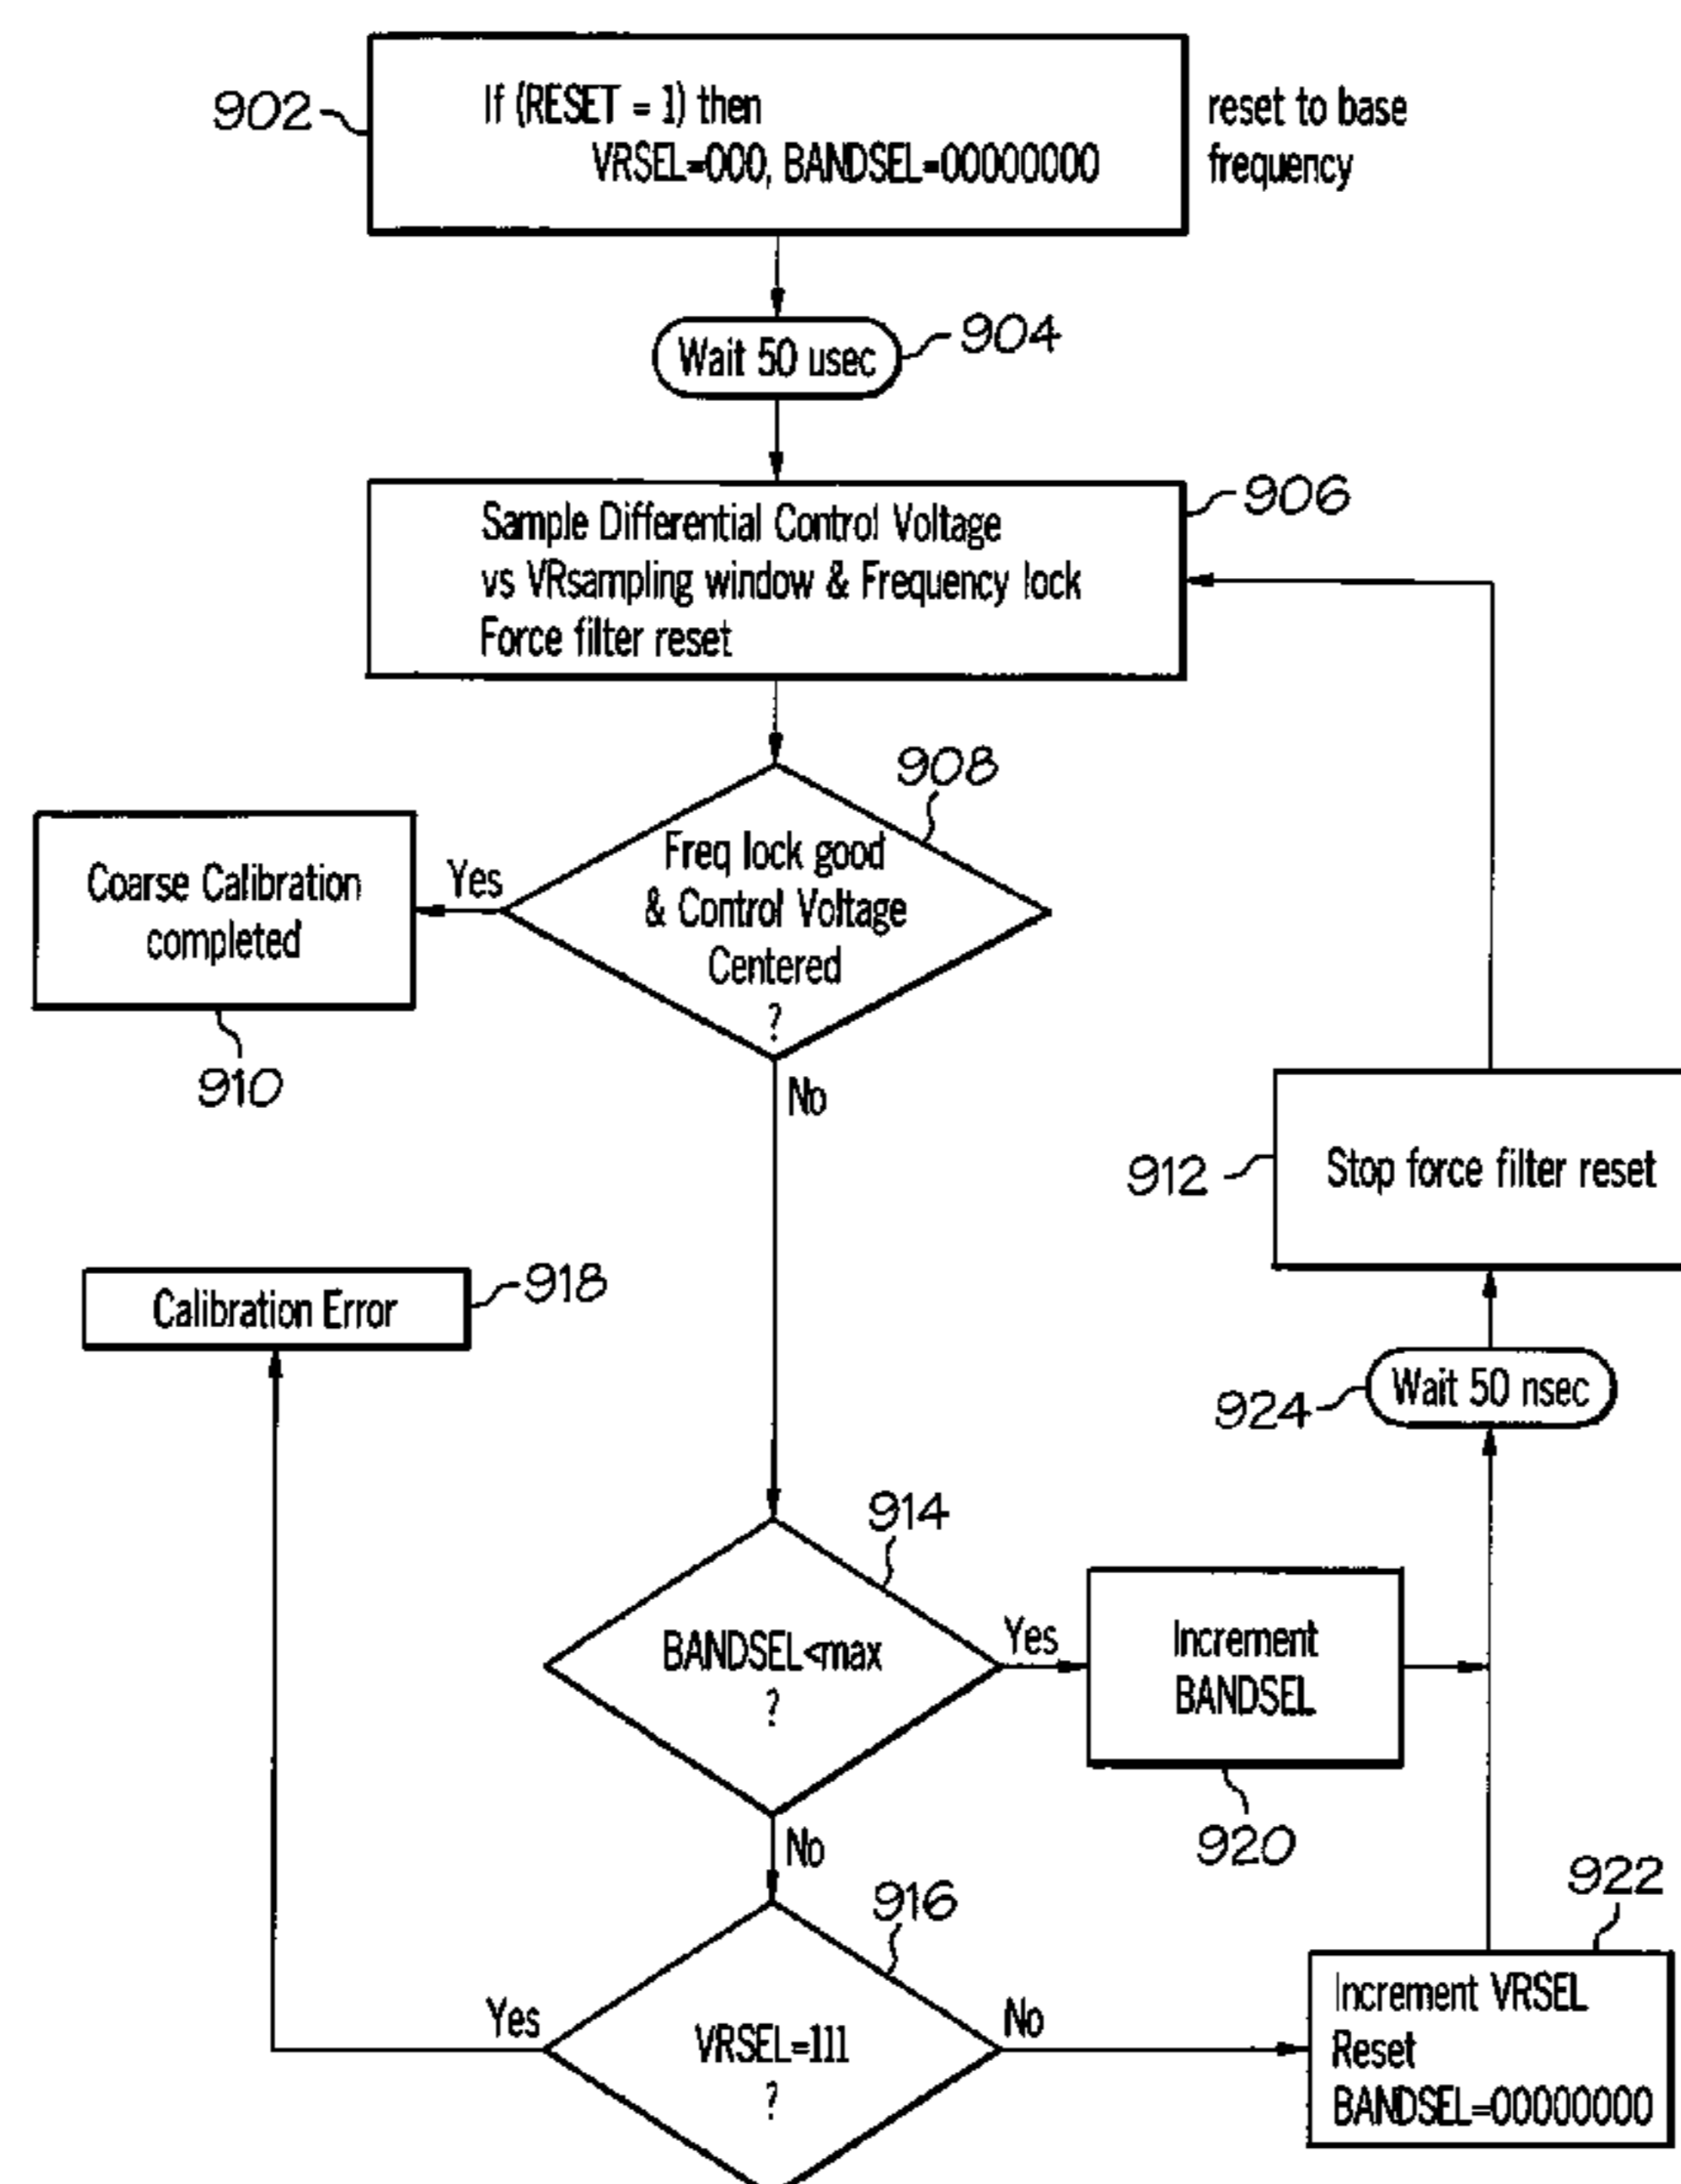 902
If (RESET = 1) then
VRSEL=000, BANDSEL=00000000
reset to base
frequency
Wait 50 usec
904
906
Sample Differential Control Voltage
vs VRsampling window & Frequency lock
Force filter reset
908
Freq lock good
& Control Voltage
Centered
?
Yes
Coarse Calibration
completed
910
No
912
Stop force filter reset
Calibration Error
918
924
Wait 50 nsec
914
BANDSEL<max
?
Yes
Increment
BANDSEL
920
No
916
VRSEL=111
?
Yes
No
922
Increment VRSEL
Reset
BANDSEL=00000000